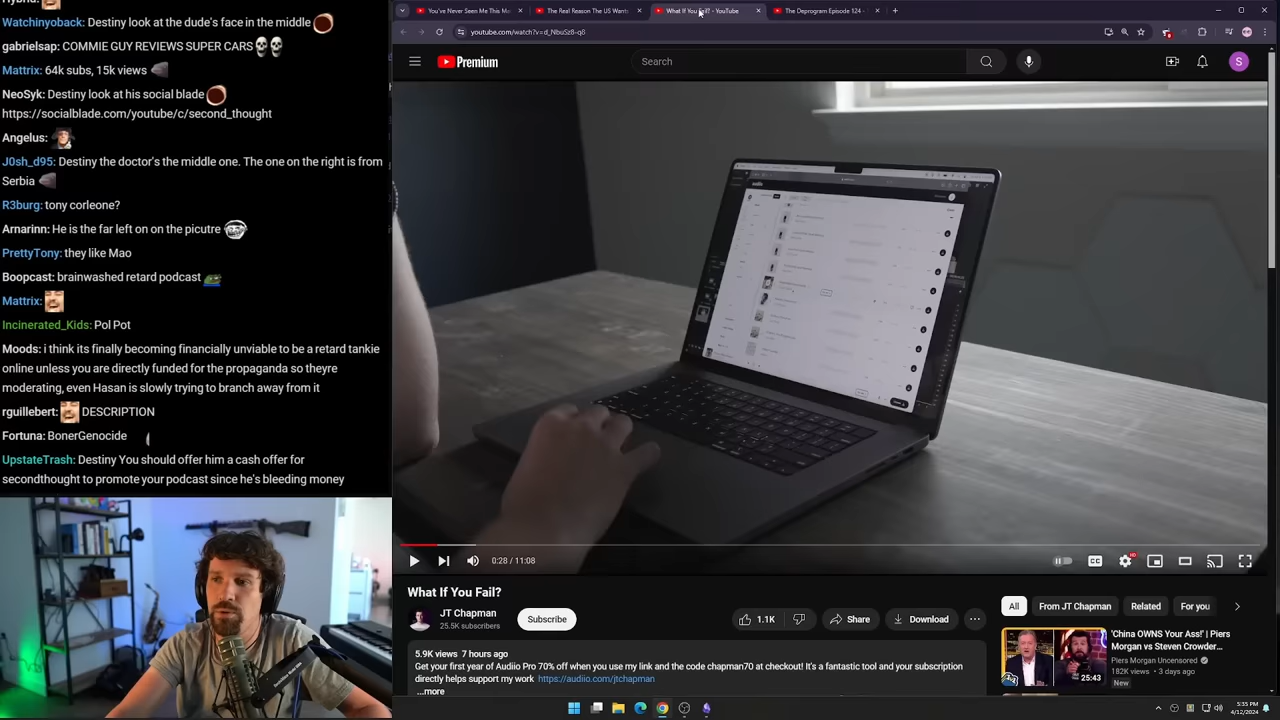 Watchinyoback: Destiny look at the dude's face in the middle
gabrielsap: COMMIE GUY REVIEWS SUPER CARS
Mattrix: 64k subs, 15k views
NeoSyk: Destiny look at his social blade
https://socialblade.com/youtube/c/second_thought
Angelus:
J0sh_d95: Destiny the doctor's the middle one. The one on the right is from
Serbia
R3burg: tony corleone?
Arnarinn: He is the far left on on the picutre
PrettyTony: they like Mao
Boopcast: brainwashed retard podcast
Mattrix:
Incinerated_Kids: Pol Pot
Moods: i think its finally becoming financially unviable to be a retard tankie
online unless you are directly funded for the propaganda so theyre
moderating, even Hasan is slowly trying to branch away from it
rguillebert: DESCRIPTION
Fortuna: BonerGenocide
UpstateTrash: Destiny You should offer him a cash offer for
secondthought to promote your podcast since he's bleeding money
You've Never Seen Me This Mo
The Real Reason The US Wants
What If You Fail? - YouTube
The Deprogram Episode 124 -
youtube.com/watch?v=d_NbuSz8-q8
Premium
Search
S
0:28 / 11:08
CC
HD
What If You Fail?
JT Chapman
25.5K subscribers
Subscribe
1.1K
Share
Download
5.9K views 7 hours ago
Get your first year of Audiio Pro 70% off when you use my link and the code chapman70 at checkout! It's a fantastic tool and your subscription
directly helps support my work https://audiio.com/jtchapman
...more
All
From JT Chapman
Related
For you
'China OWNS Your Ass!' | Piers
Morgan vs Steven Crowder...
Piers Morgan Uncensored
182K views • 3 days ago
New
25:43
5:35 PM
4/12/2024